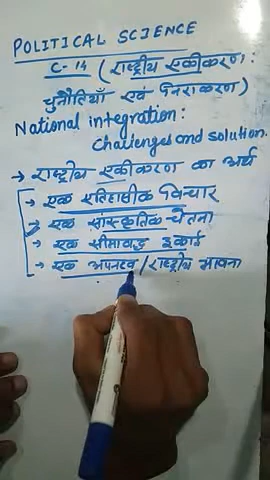 POLITICAL SCIENCE
C-14 (राष्ट्रीय एकीकरण:
चुनौतियाँ एवं निराकरण)
National integration:
Challenges and solution.
→ राष्ट्रीय एकीकरण का अर्थ
→ एक एतिहासिक विचार
→ एक सांस्कृतिक चेतना
→ एक सीमाबद्ध इकाई
→ एक अपनत्व/राष्ट्रीय भावना